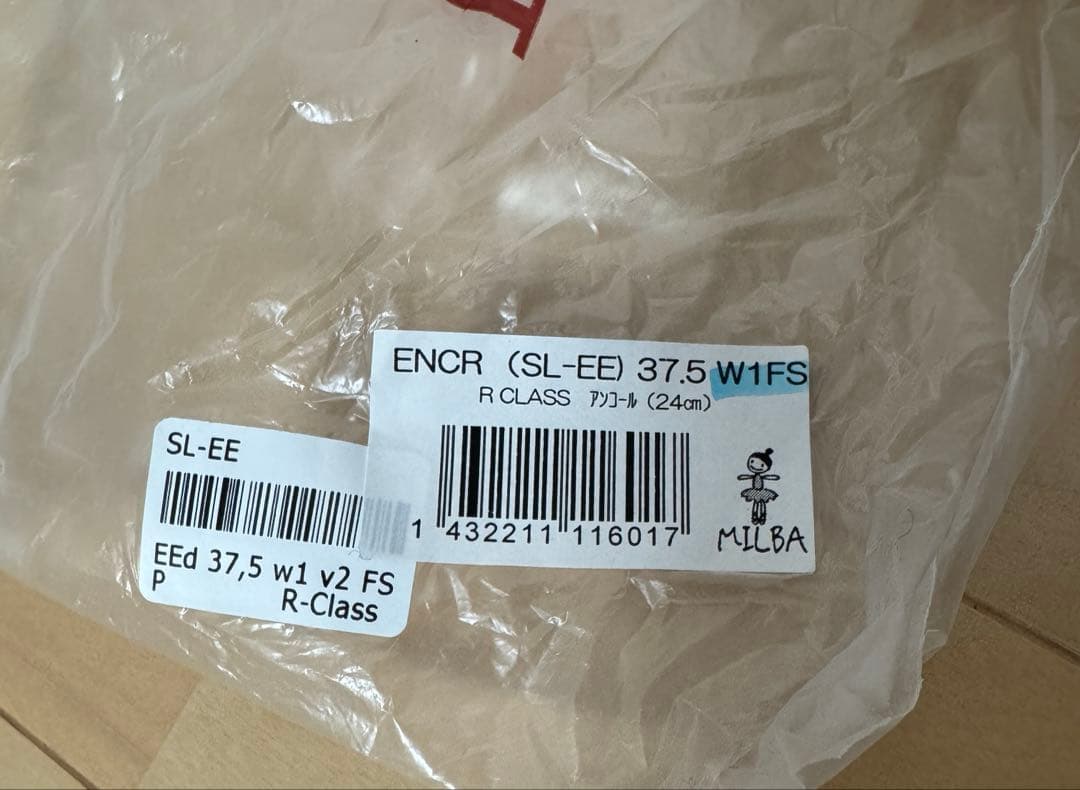 ENCR (SL-EE) 37.5 W1FS
R CLASS ｱﾝｺｰﾙ (24㎝)
1 432211 116017
MILBA
SL-EE
EEd 37,5 w1 v2 FS
P R-Class